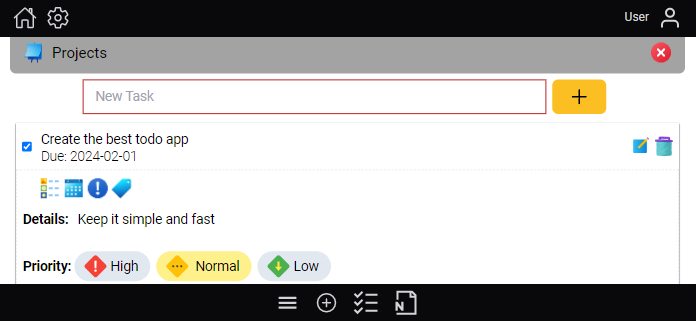 User
Projects
New Task
Create the best todo app
Due: 2024-02-01
Details: Keep it simple and fast
Priority: High Normal Low
N